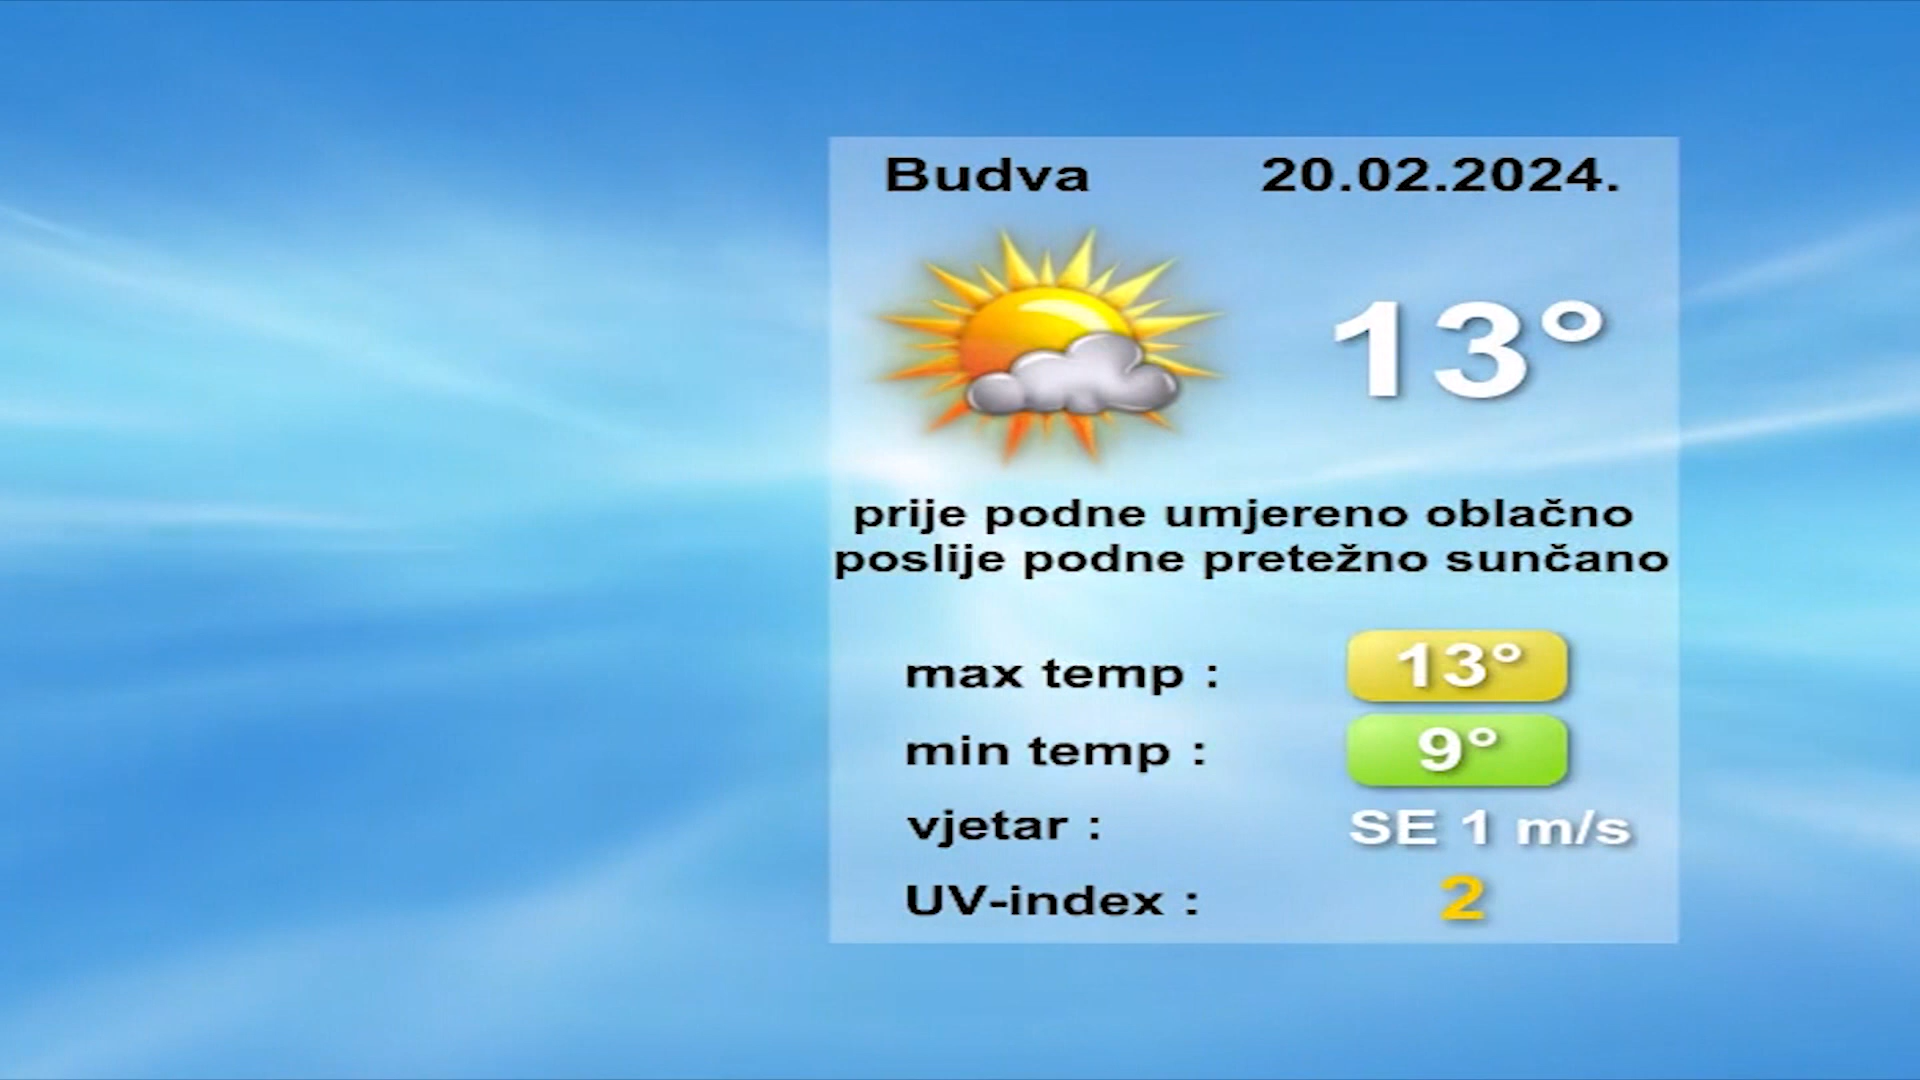 Budva 20.02.2024.
13°
prije podne umjereno oblačno
poslije podne pretežno sunčano
max temp : 13°
min temp : 9°
vjetar : SE 1 m/s
UV-index : 2